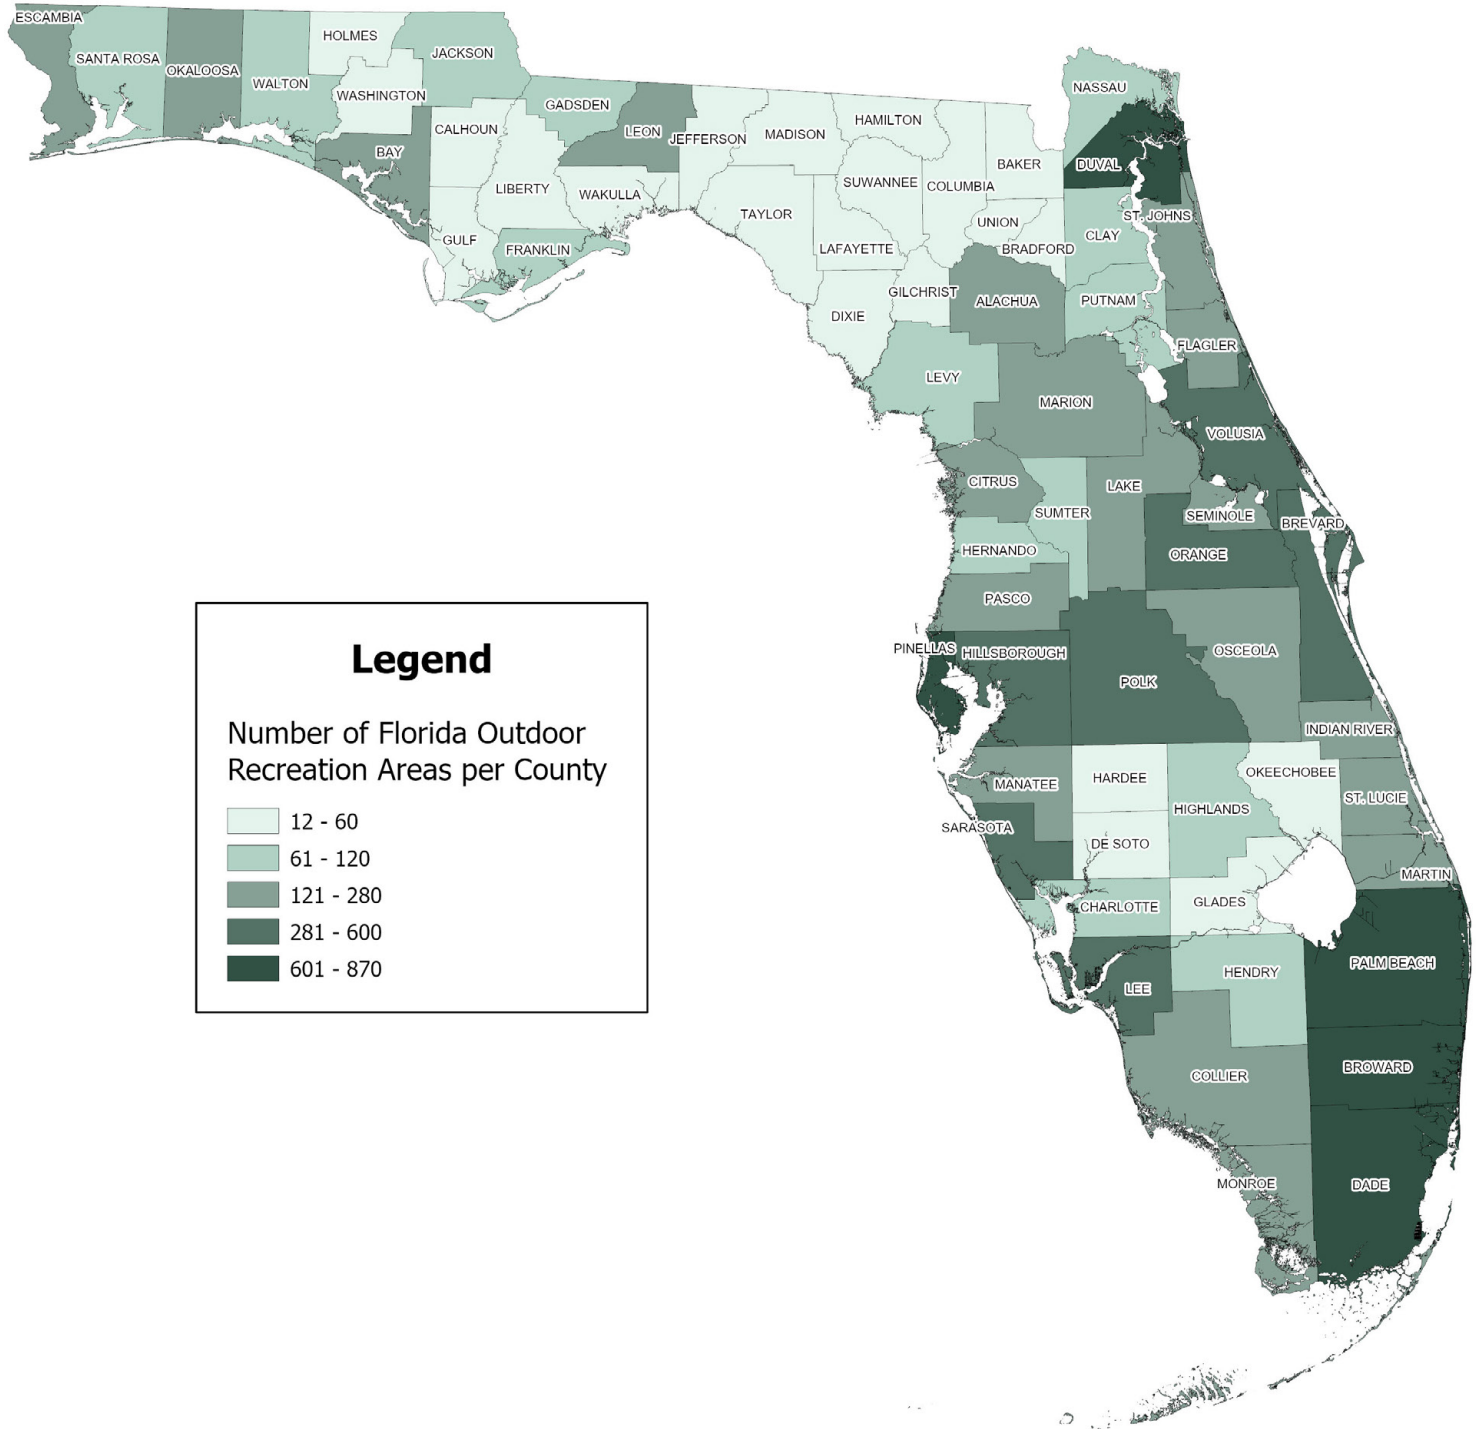 ESCAMBIA
SANTA ROSA
OKALOOSA
WALTON
HOLMES
WASHINGTON
JACKSON
BAY
CALHOUN
GULF
LIBERTY
GADSDEN
FRANKLIN
LEON
WAKULLA
JEFFERSON
MADISON
TAYLOR
HAMILTON
SUWANNEE
LAFAYETTE
DIXIE
COLUMBIA
GILCHRIST
BAKER
UNION
BRADFORD
ALACHUA
NASSAU
DUVAL
ST. JOHNS
CLAY
PUTNAM
FLAGLER
LEVY
MARION
VOLUSIA
CITRUS
SUMTER
LAKE
SEMINOLE
BREVARD
HERNANDO
ORANGE
PASCO
PINELLAS
HILLSBOROUGH
POLK
OSCEOLA
INDIAN RIVER
MANATEE
HARDEE
HIGHLANDS
OKEECHOBEE
ST. LUCIE
SARASOTA
DE SOTO
MARTIN
CHARLOTTE
GLADES
LEE
HENDRY
PALM BEACH
COLLIER
BROWARD
MONROE
DADE
Legend
Number of Florida Outdoor
Recreation Areas per County
12 - 60
61 - 120
121 - 280
281 - 600
601 - 870